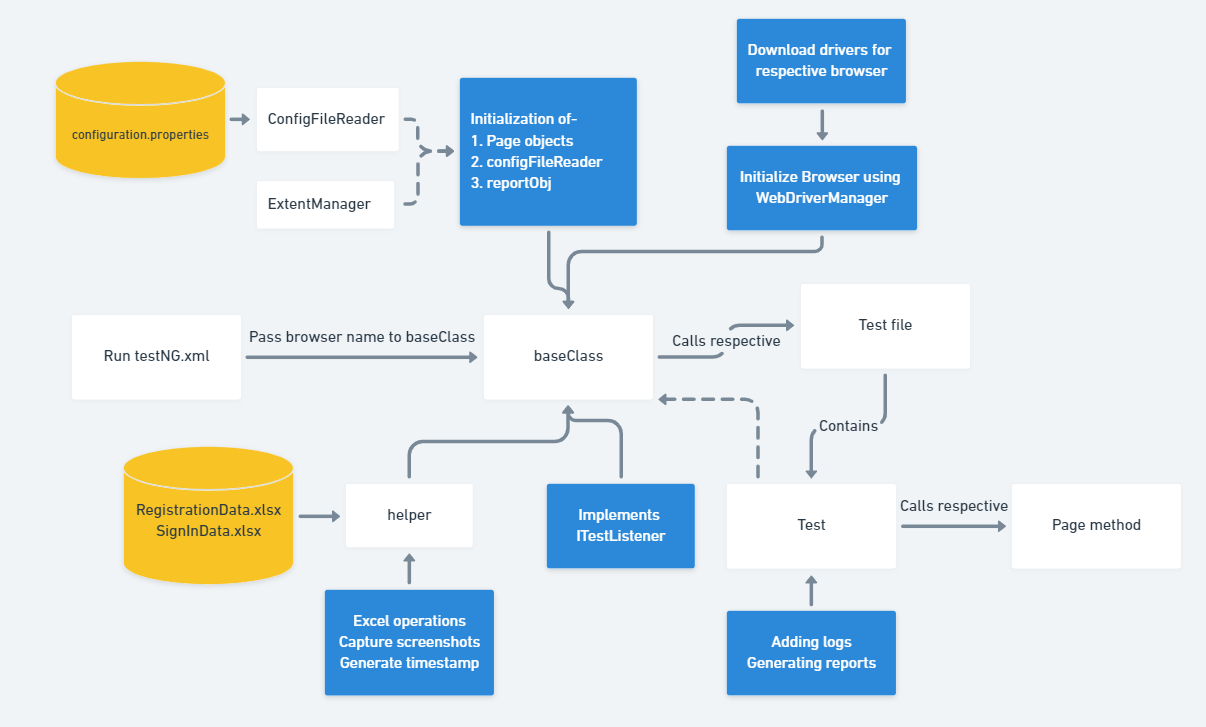 Download drivers for
respective browser
configuration.properties
ConfigFileReader
ExtentManager
Initialization of-
1. Page objects
2. configFileReader
3. reportObj
Initialize Browser using
WebDriverManager
Run testNG.xml
Pass browser name to baseClass
baseClass
Calls respective
Test file
Contains
RegistrationData.xlsx
SignInData.xlsx
helper
Implements
ITestListener
Test
Calls respective
Page method
Excel operations
Capture screenshots
Generate timestamp
Adding logs
Generating reports